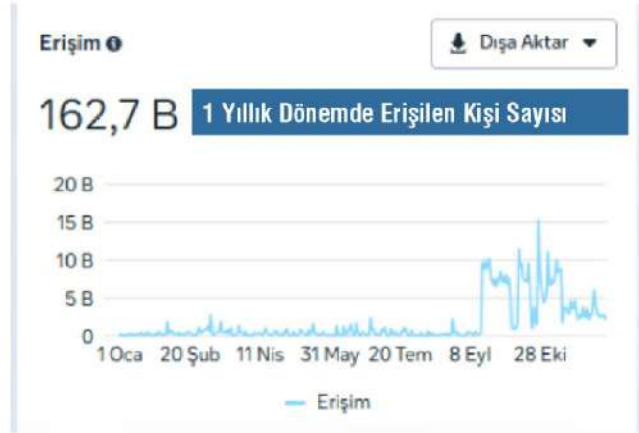 Erişim
Dışa Aktar
162,7 B
1 Yıllık Dönemde Erişilen Kişi Sayısı
20 B
15 B
10 B
5 B
0
1 Oca 20 Şub 11 Nis 31 May 20 Tem 8 Eyl 28 Eki
Erişim